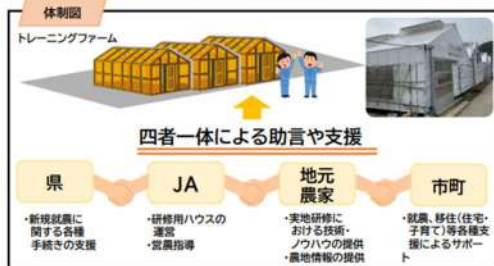 体制図
トレーニングファーム
四者一体による助言や支援
県
JA
地元
農家
市町
・新規就農に
関する各種
手続きの支援
・研修用ハウスの
運営
・営農指導
・実地研修に
おける技術・
ノウハウの提供
・農地情報の提供
・就農、移住(住宅・
子育て)等各種支
援によるサポー
ト